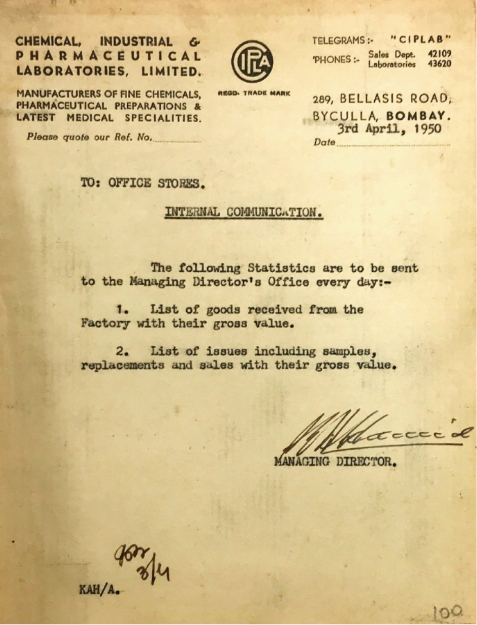 CHEMICAL, INDUSTRIAL &
PHARMACEUTICAL
LABORATORIES, LIMITED.
MANUFACTURERS OF FINE CHEMICALS,
PHARMACEUTICAL PREPARATIONS &
LATEST MEDICAL SPECIALITIES.
Please quote our Ref. No.
CIPLA
REGD. TRADE MARK
TELEGRAMS:- "CIPLAB"
'PHONES:- Sales Dept. 42109
Laboratories 43620
289, BELLASIS ROAD,
BYCULLA, BOMBAY.
3rd April, 1950
Date
TO: OFFICE STORES.
INTERNAL COMMUNICATION.
The following Statistics are to be sent
to the Managing Director's Office every day:-
1. List of goods received from the
Factory with their gross value.
2. List of issues including samples,
replacements and sales with their gross value.
MANAGING DIRECTOR.
3/4
KAH/A.
100